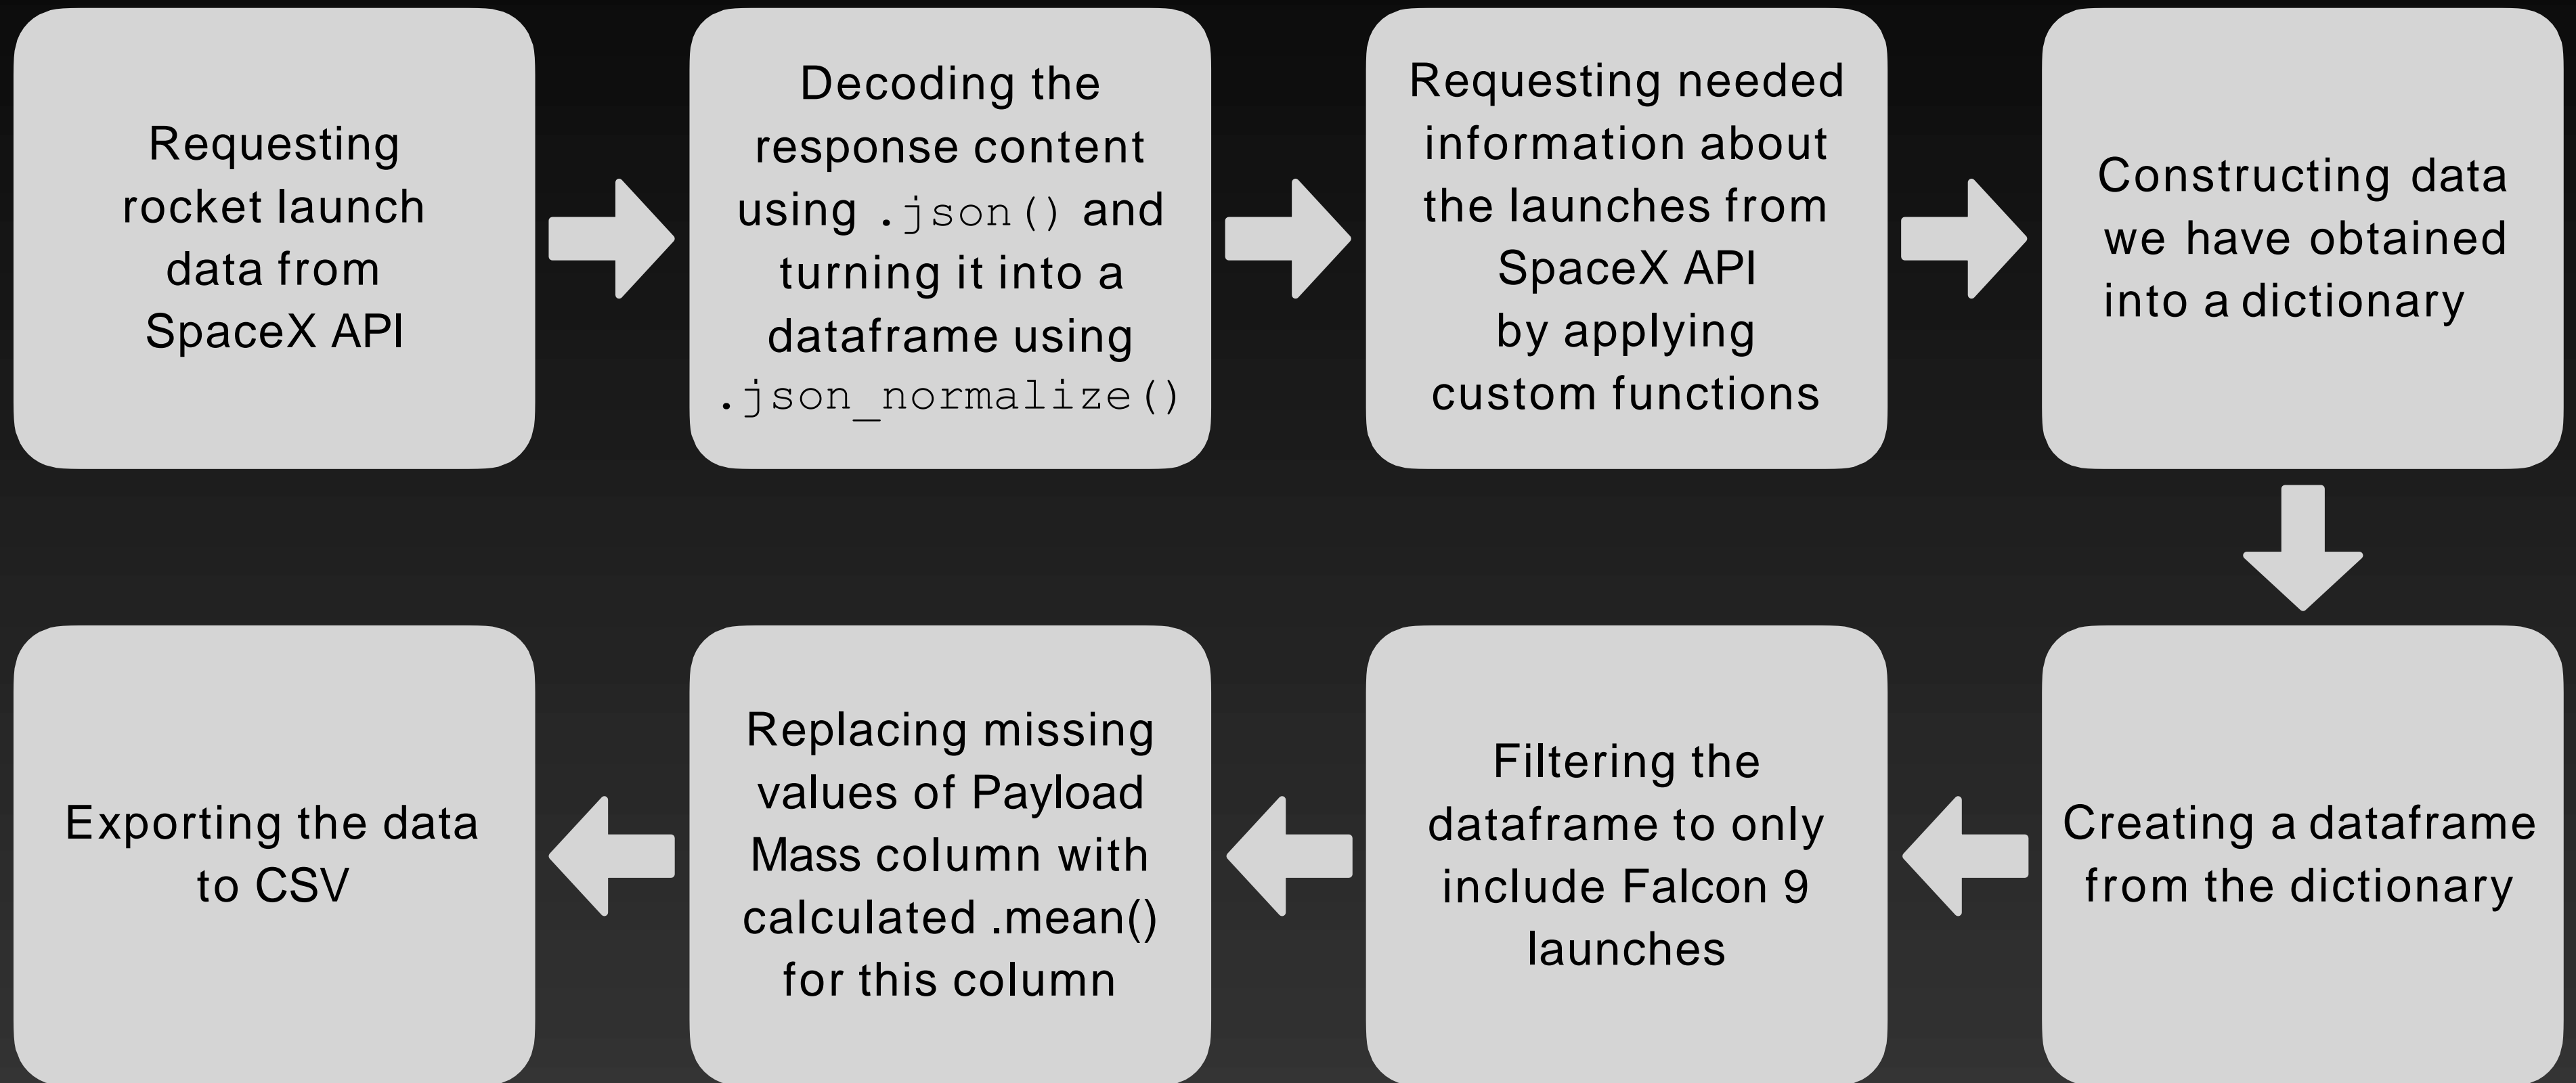 Requesting
rocket launch
data from
SpaceX API
Decoding the
response content
using .json() and
turning it into a
dataframe using
.json_normalize()
Requesting needed
information about
the launches from
SpaceX API
by applying
custom functions
Constructing data
we have obtained
into a dictionary
Creating a dataframe
from the dictionary
Filtering the
dataframe to only
include Falcon 9
launches
Replacing missing
values of Payload
Mass column with
calculated .mean()
for this column
Exporting the data
to CSV